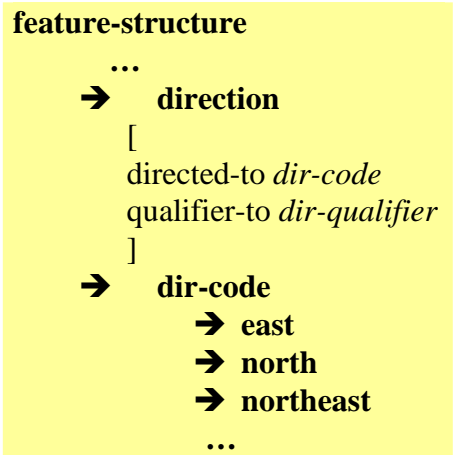 feature-structure
…
➔ direction
[
directed-to dir-code
qualifier-to dir-qualifier
]
➔ dir-code
➔ east
➔ north
➔ northeast
…